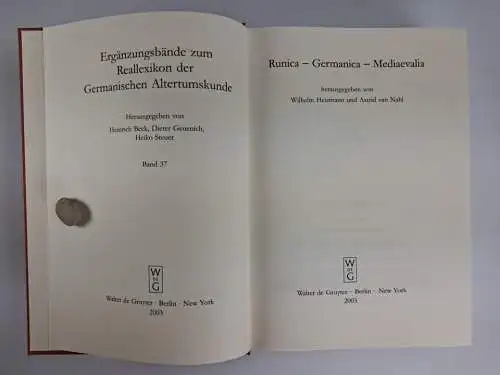 Ergänzungsbände zum
Reallexikon der
Germanischen Altertumskunde
Herausgegeben von
Heinrich Beck, Dieter Geuenich,
Heiko Steuer
Band 37
W
DE
G
Walter de Gruyter · Berlin · New York
2003
Runica – Germanica – Mediaevalia
herausgegeben von
Wilhelm Heizmann und Astrid van Nahl
W
DE
G
Walter de Gruyter · Berlin · New York
2003